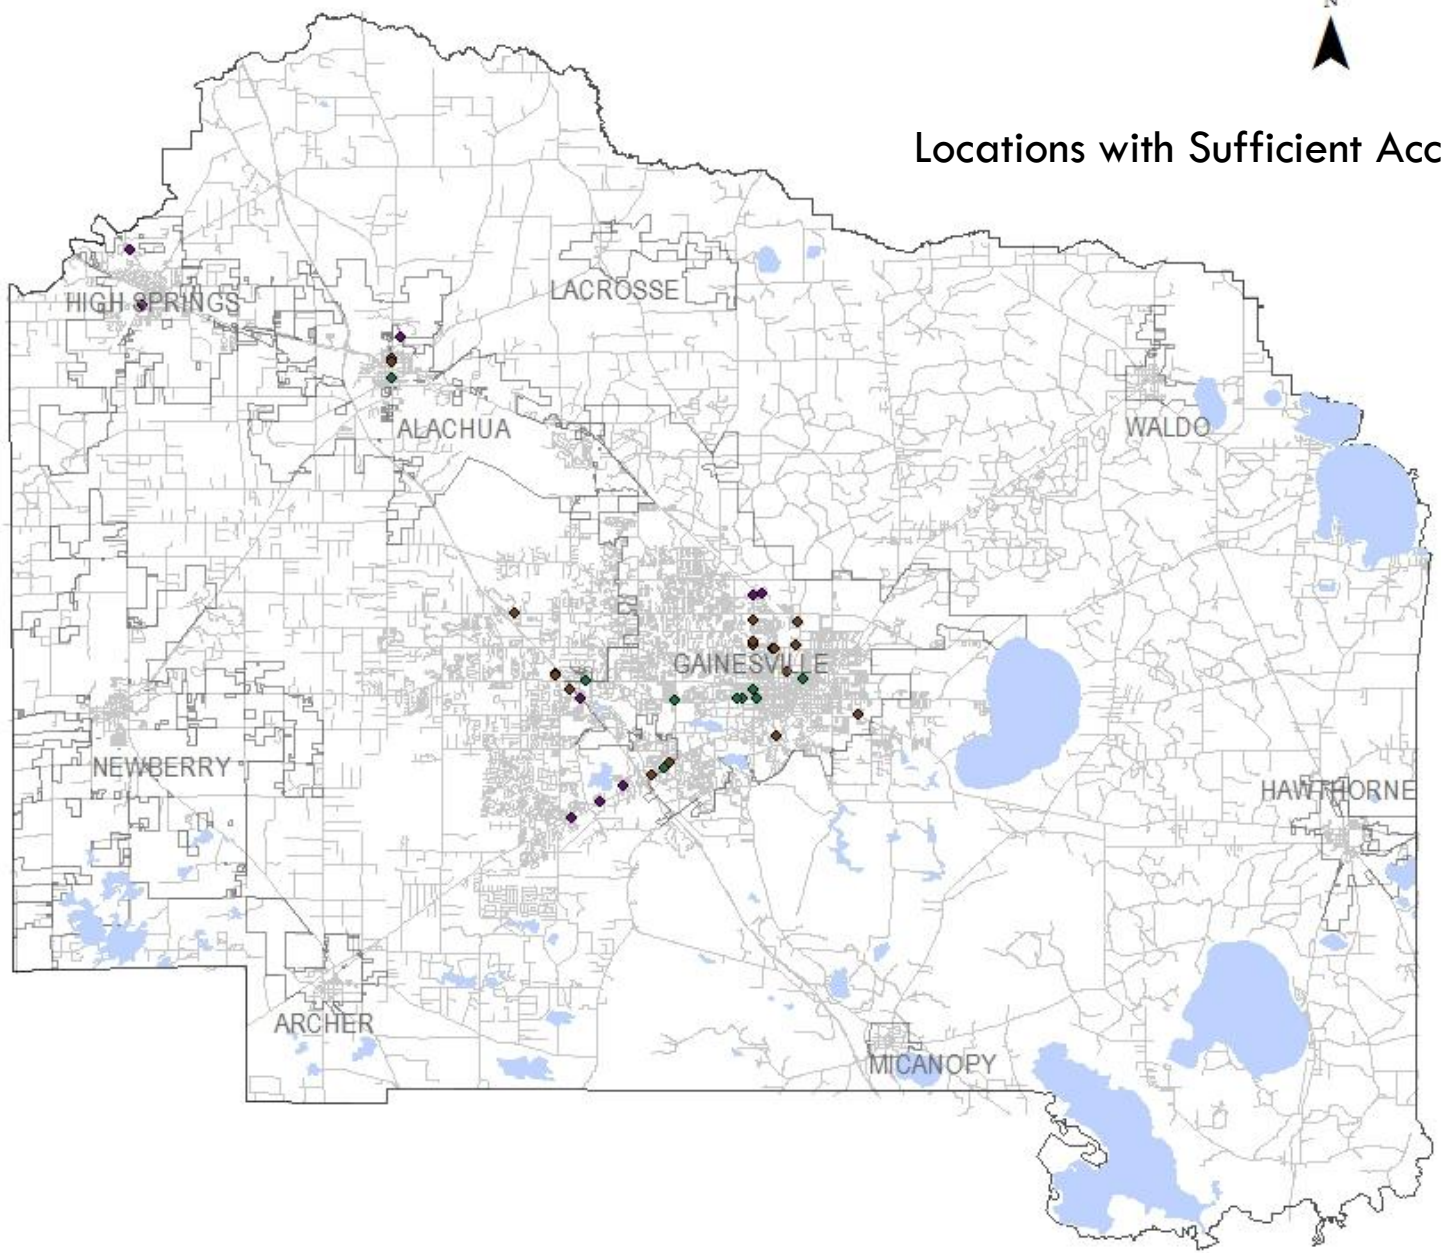 N
Locations with Sufficient Acc
LACROSSE
HIGH SPRINGS
ALACHUA
WALDO
GAINESVILLE
NEWBERRY
HAWTHORNE
ARCHER
MICANOPY